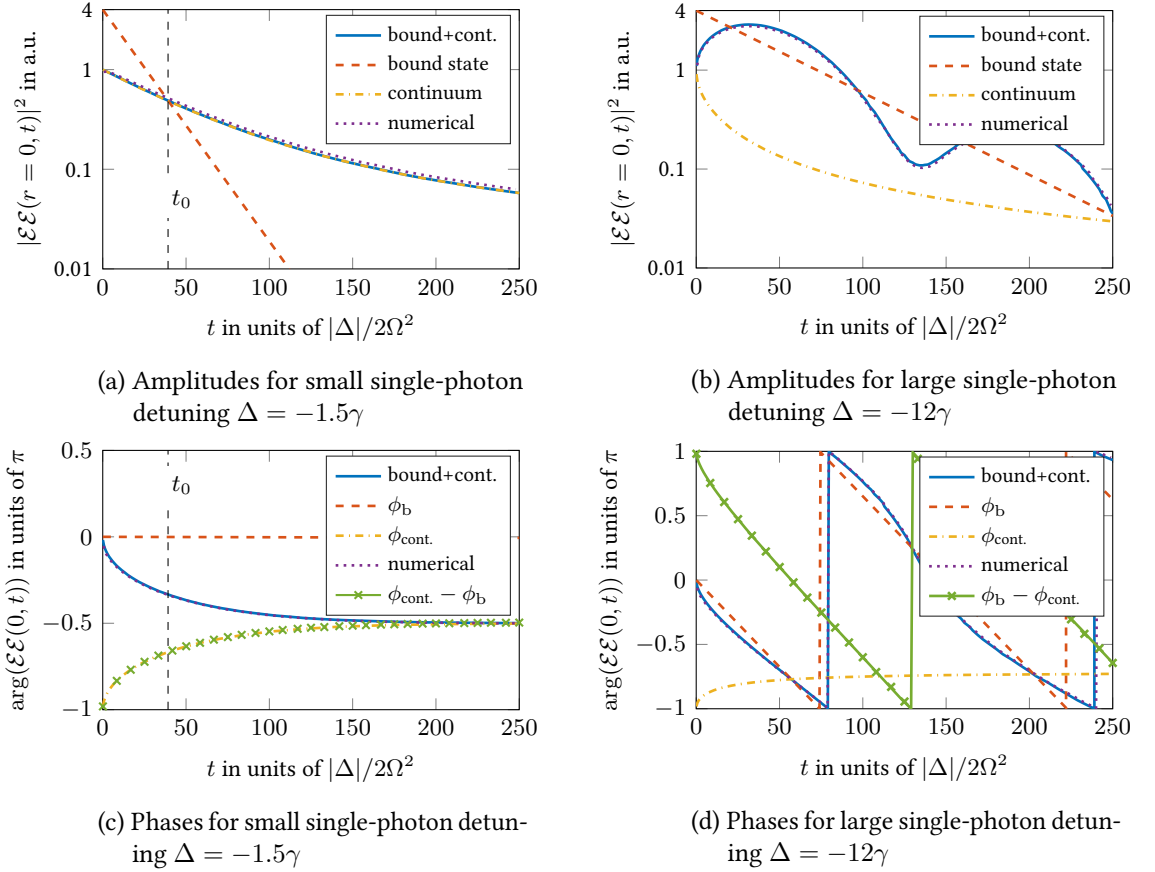 4
1
0.1
0.01
|ℰℰ(r = 0, t)|² in a.u.
t₀
bound+cont.
bound state
continuum
numerical
0 50 100 150 200 250
t in units of |Δ|/2Ω²
(a) Amplitudes for small single-photon
detuning Δ = −1.5γ
4
1
0.1
0.01
|ℰℰ(r = 0, t)|² in a.u.
bound+cont.
bound state
continuum
numerical
0 50 100 150 200 250
t in units of |Δ|/2Ω²
(b) Amplitudes for large single-photon
detuning Δ = −12γ
0.5
0
−0.5
−1
arg(ℰℰ(0, t)) in units of π
t₀
bound+cont.
ϕ_b
ϕ_cont.
numerical
ϕ_cont. − ϕ_b
0 50 100 150 200 250
t in units of |Δ|/2Ω²
(c) Phases for small single-photon detun-
ing Δ = −1.5γ
1
0.5
0
−0.5
−1
arg(ℰℰ(0, t)) in units of π
bound+cont.
ϕ_b
ϕ_cont.
numerical
ϕ_b − ϕ_cont.
0 50 100 150 200 250
t in units of |Δ|/2Ω²
(d) Phases for large single-photon detun-
ing Δ = −12γ